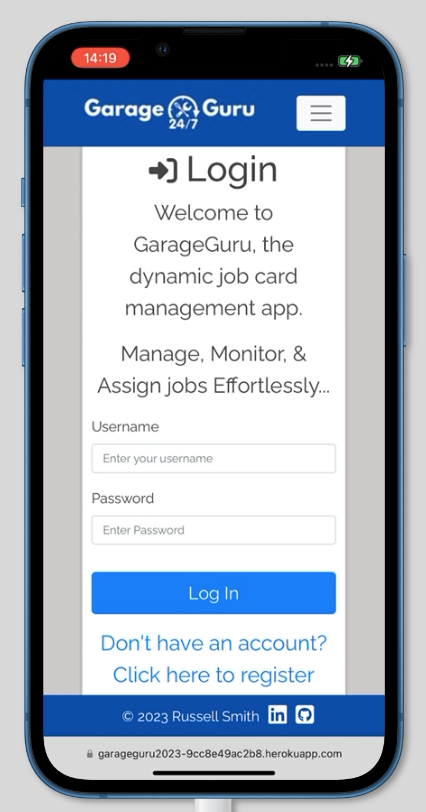 14:19
Garage Guru
24/7
Login
Welcome to
GarageGuru, the
dynamic job card
management app.
Manage, Monitor, &
Assign jobs Effortlessly...
Username
Enter your username
Password
Enter Password
Log In
Don't have an account?
Click here to register
© 2023 Russell Smith in
garageguru2023-9cc8e49ac2b8.herokuapp.com